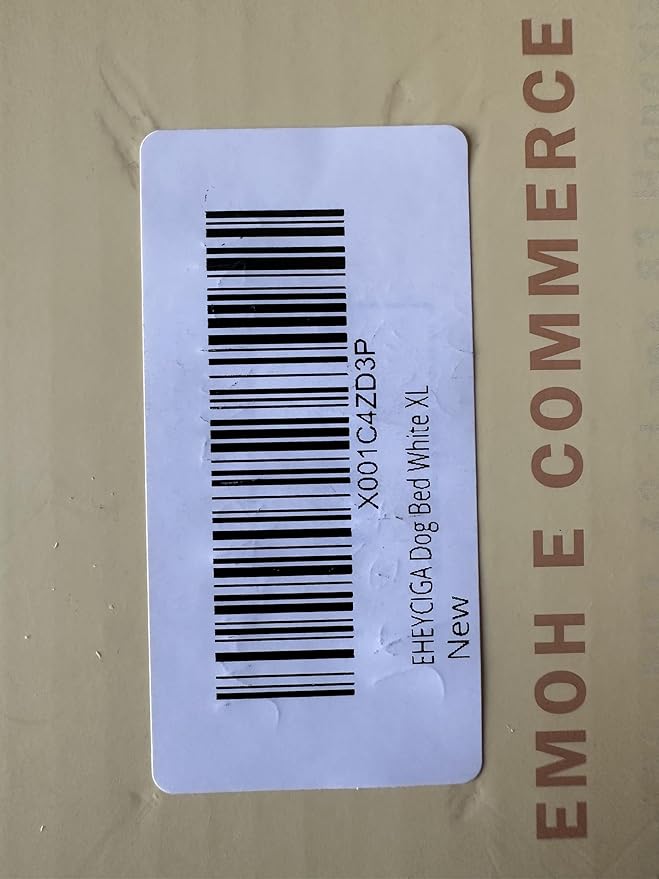 X001C4ZD3P
EHEYCIGA Dog Bed White XL
New
EMOH E COMMERCE